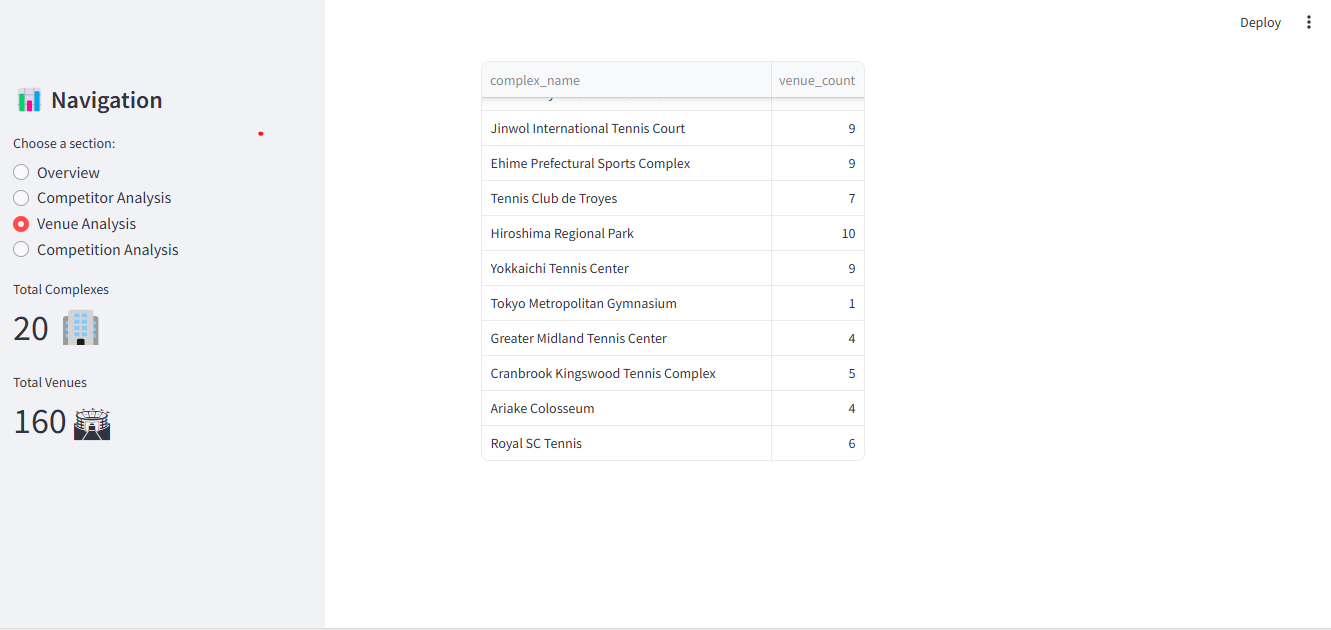 Deploy
Navigation
Choose a section:
Overview
Competitor Analysis
Venue Analysis
Competition Analysis
Total Complexes
20
Total Venues
160
complex_name venue_count
Jinwol International Tennis Court 9
Ehime Prefectural Sports Complex 9
Tennis Club de Troyes 7
Hiroshima Regional Park 10
Yokkaichi Tennis Center 9
Tokyo Metropolitan Gymnasium 1
Greater Midland Tennis Center 4
Cranbrook Kingswood Tennis Complex 5
Ariake Colosseum 4
Royal SC Tennis 6